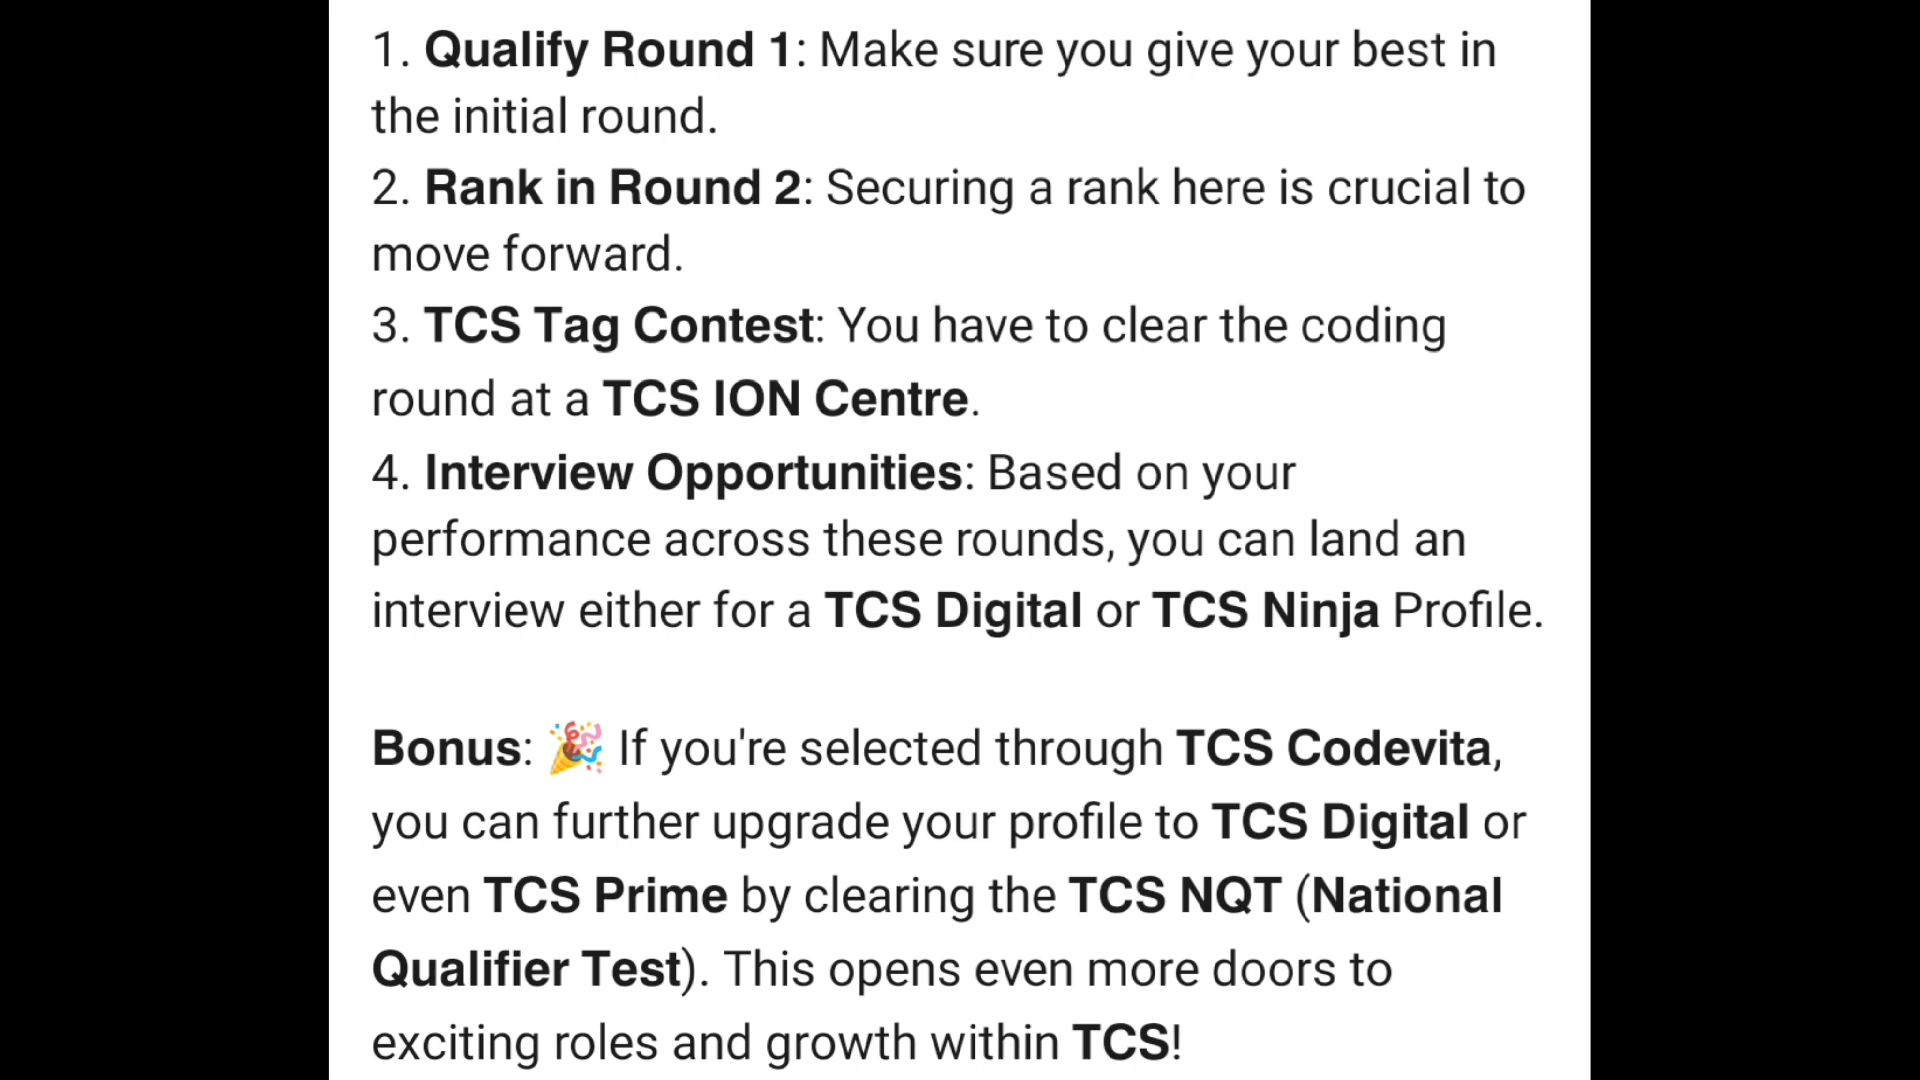 1. Qualify Round 1: Make sure you give your best in
the initial round.
2. Rank in Round 2: Securing a rank here is crucial to
move forward.
3. TCS Tag Contest: You have to clear the coding
round at a TCS ION Centre.
4. Interview Opportunities: Based on your
performance across these rounds, you can land an
interview either for a TCS Digital or TCS Ninja Profile.
Bonus: 🎉 If you're selected through TCS Codevita,
you can further upgrade your profile to TCS Digital or
even TCS Prime by clearing the TCS NQT (National
Qualifier Test). This opens even more doors to
exciting roles and growth within TCS!